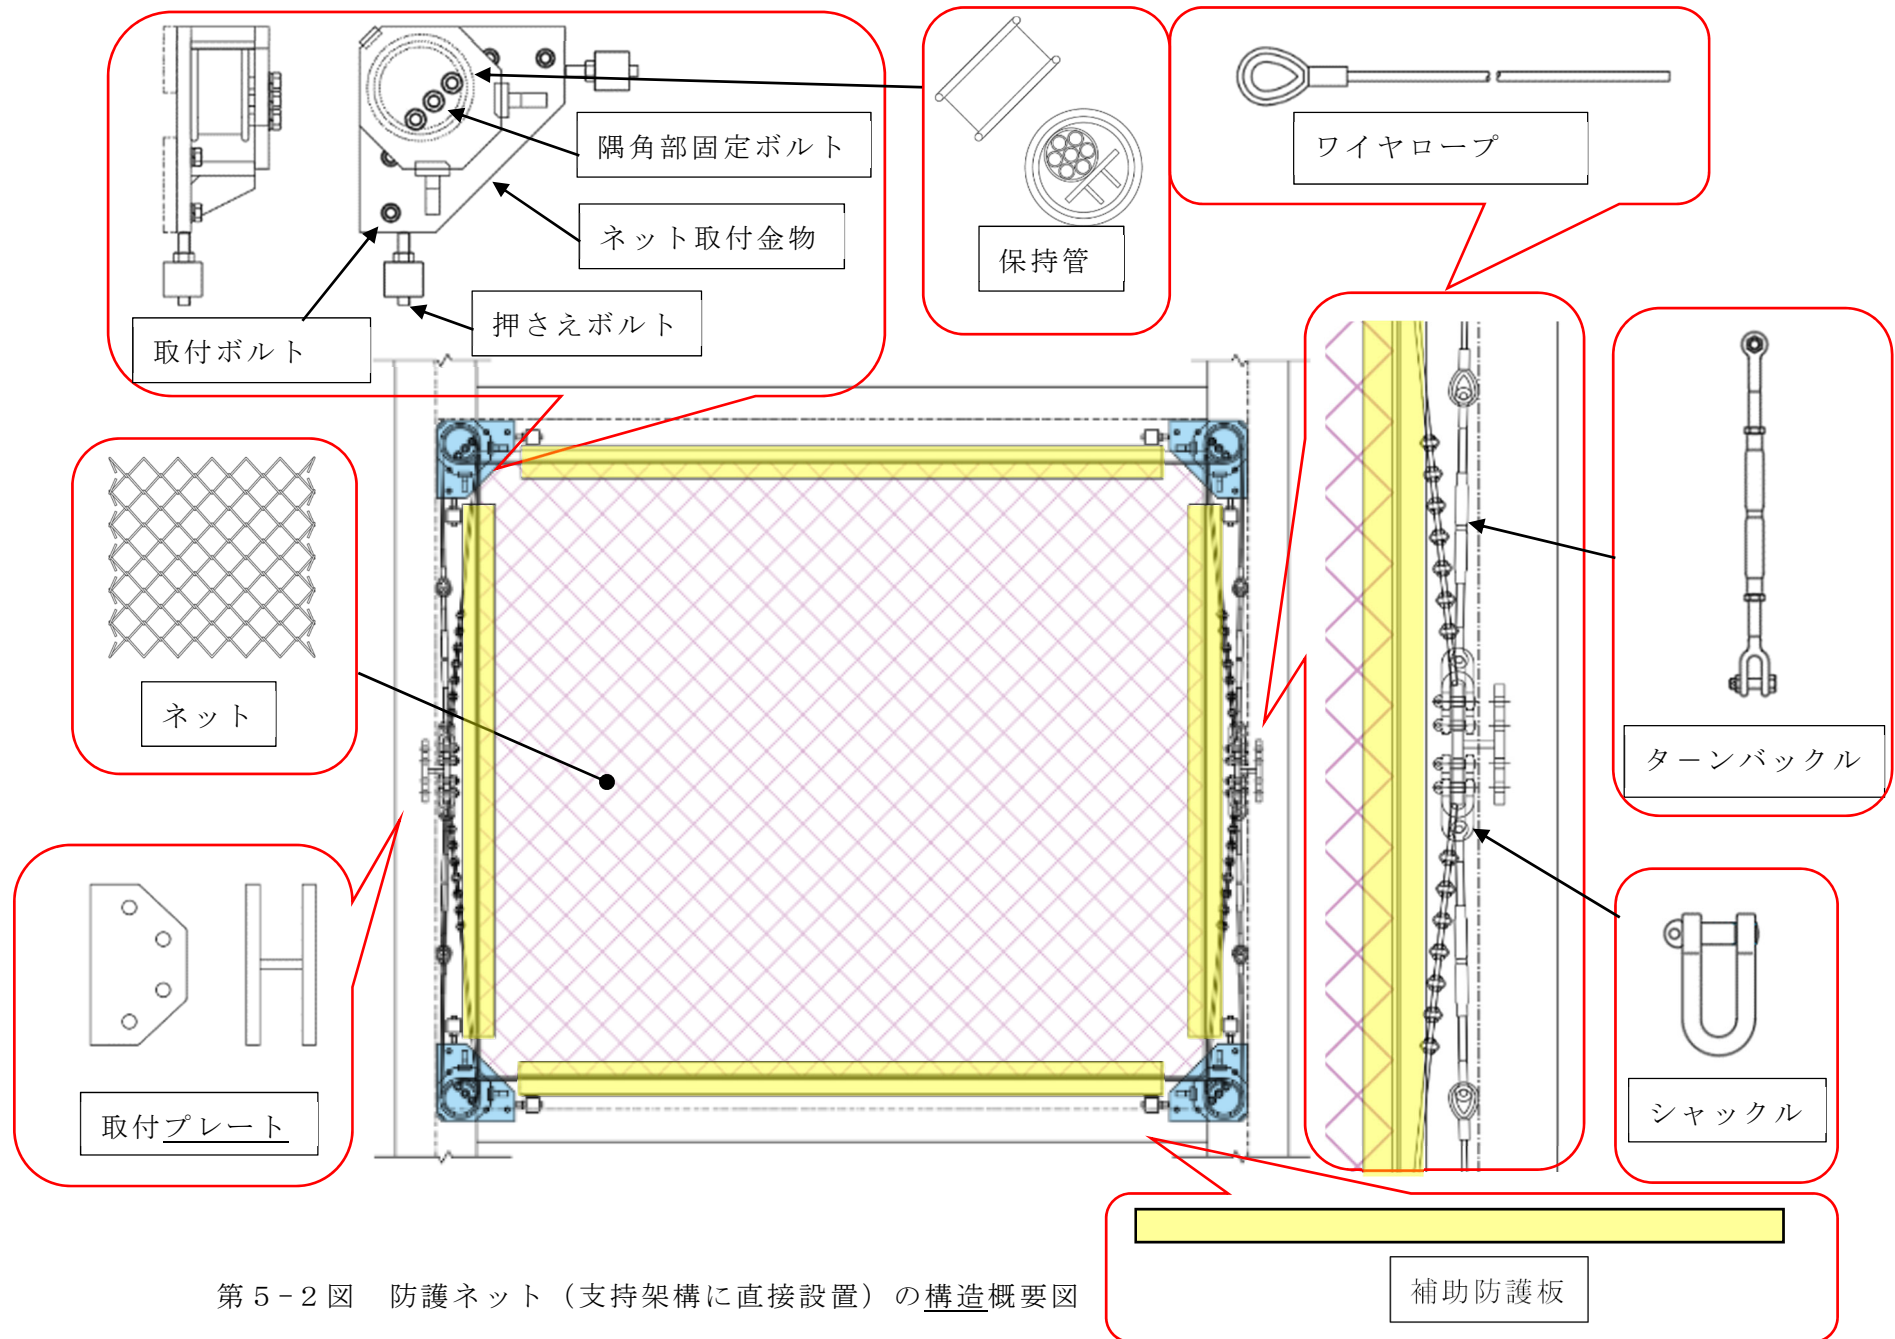 隅角部固定ボルト
ネット取付金物
押さえボルト
取付ボルト
保持管
ワイヤロープ
ネット
ターンバックル
取付プレート
シャックル
補助防護板
第5-2図　防護ネット（支持架構に直接設置）の構造概要図